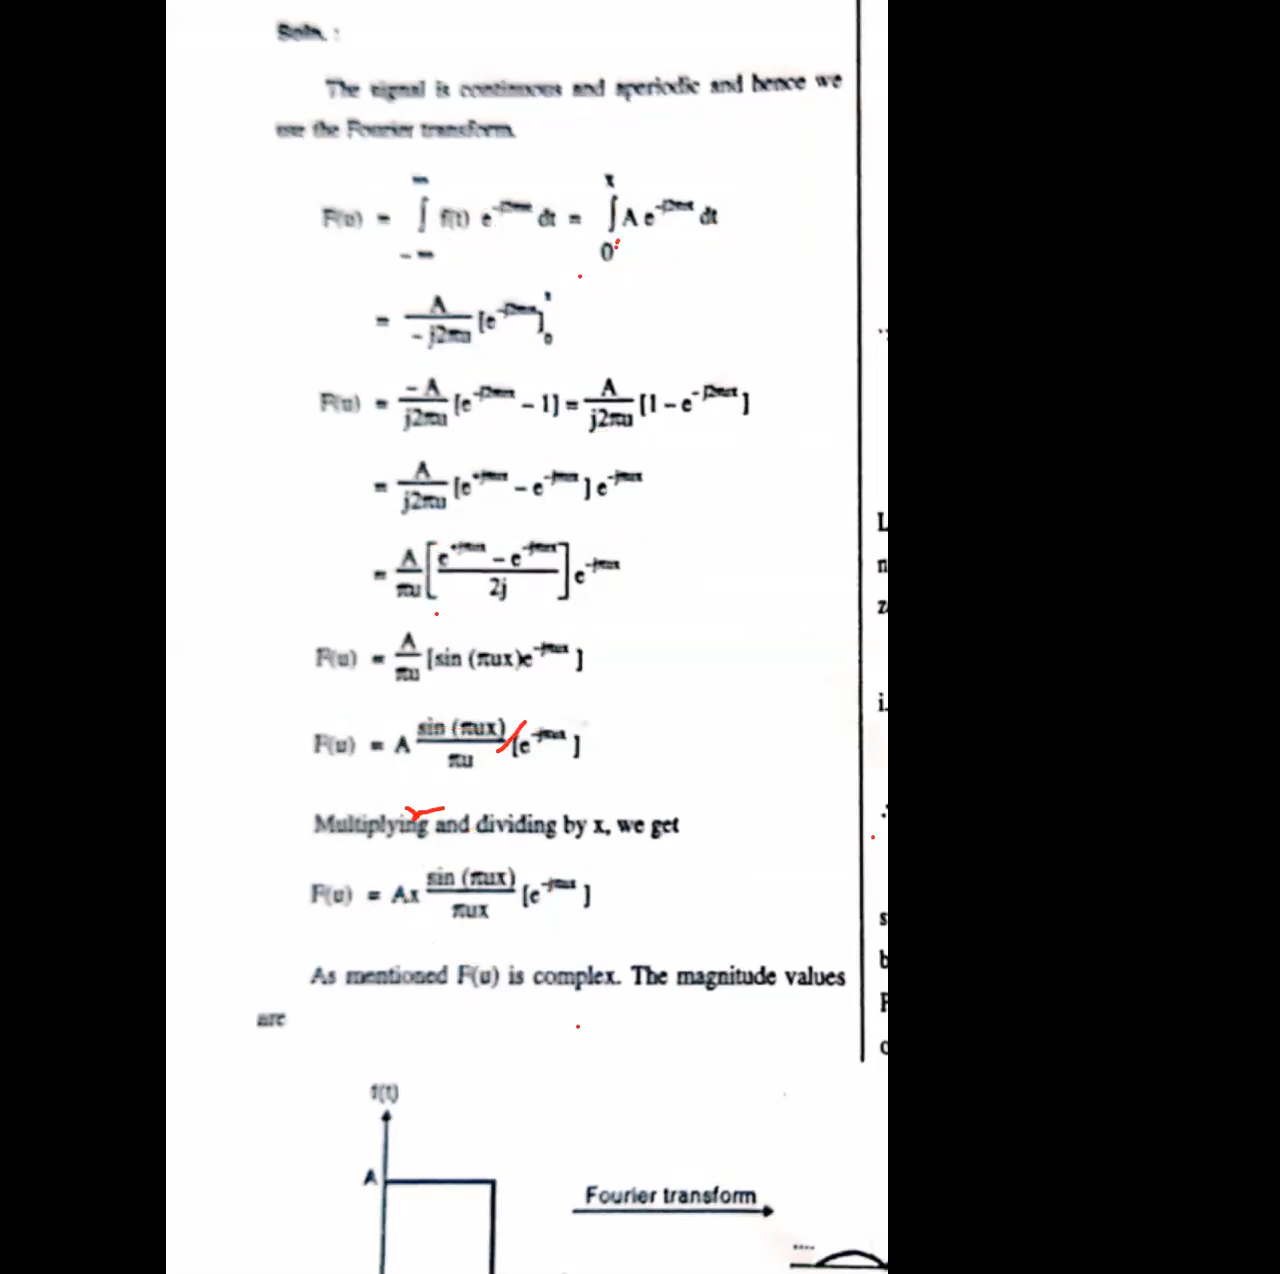 Soln. :
The signal is continuous and aperiodic and hence we
use the Fourier transform.
F(u) = ∫_{-∞}^{x} f(t) e^{-j2πut} dt = ∫_{0}^{x} A e^{-j2πut} dt
= A / -j2πu [e^{-j2πut}]_{0}^{x}
F(u) = -A / j2πu [e^{-j2πux} - 1] = A / j2πu [1 - e^{-j2πux}]
= A / j2πu [e^{+jπux} - e^{-jπux}] e^{-jπux}
= A / πu [(e^{+jπux} - e^{-jπux}) / 2j] e^{-jπux}
F(u) = A / πu [sin (πux)e^{-jπux}]
F(u) = A sin (πux) / πu [e^{-jπux}]
Multiplying and dividing by x, we get
F(u) = Ax sin (πux) / πux [e^{-jπux}]
As mentioned F(u) is complex. The magnitude values
are
f(t)
A
Fourier transform